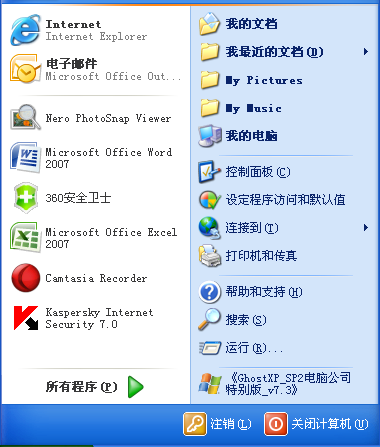 Internet
Internet Explorer
电子邮件
Microsoft Office Out...
Nero PhotoSnap Viewer
Microsoft Office Word
2007
360安全卫士
Microsoft Office Excel
2007
Camtasia Recorder
Kaspersky Internet
Security 7.0
所有程序(P)
我的文档
我最近的文档(D)
My Pictures
My Music
我的电脑
控制面板(C)
设定程序访问和默认值
连接到(T)
打印机和传真
帮助和支持(H)
搜索(S)
运行(R)...
《GhostXP_SP2电脑公司
特别版_v7.3》
注销(L)
关闭计算机(U)